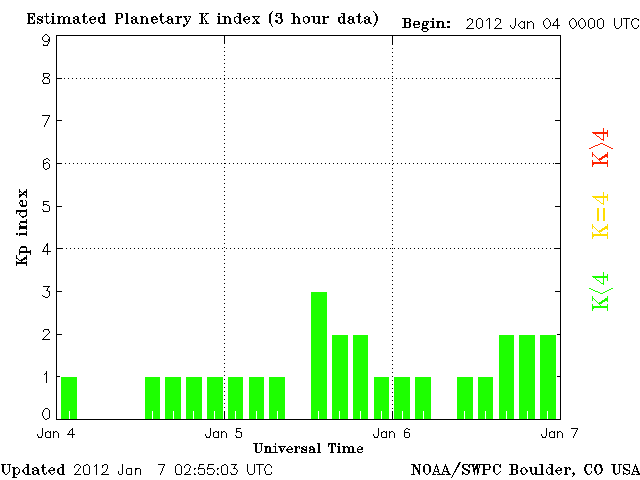 Estimated Planetary K index (3 hour data) Begin: 2012 Jan 04 0000 UTC
9
8
7
6
5
4
3
2
1
0
Kp index
K>4
K=4
K<4
Jan 4 Jan 5 Jan 6 Jan 7
Universal Time
Updated 2012 Jan 7 02:55:03 UTC NOAA/SWPC Boulder, CO USA